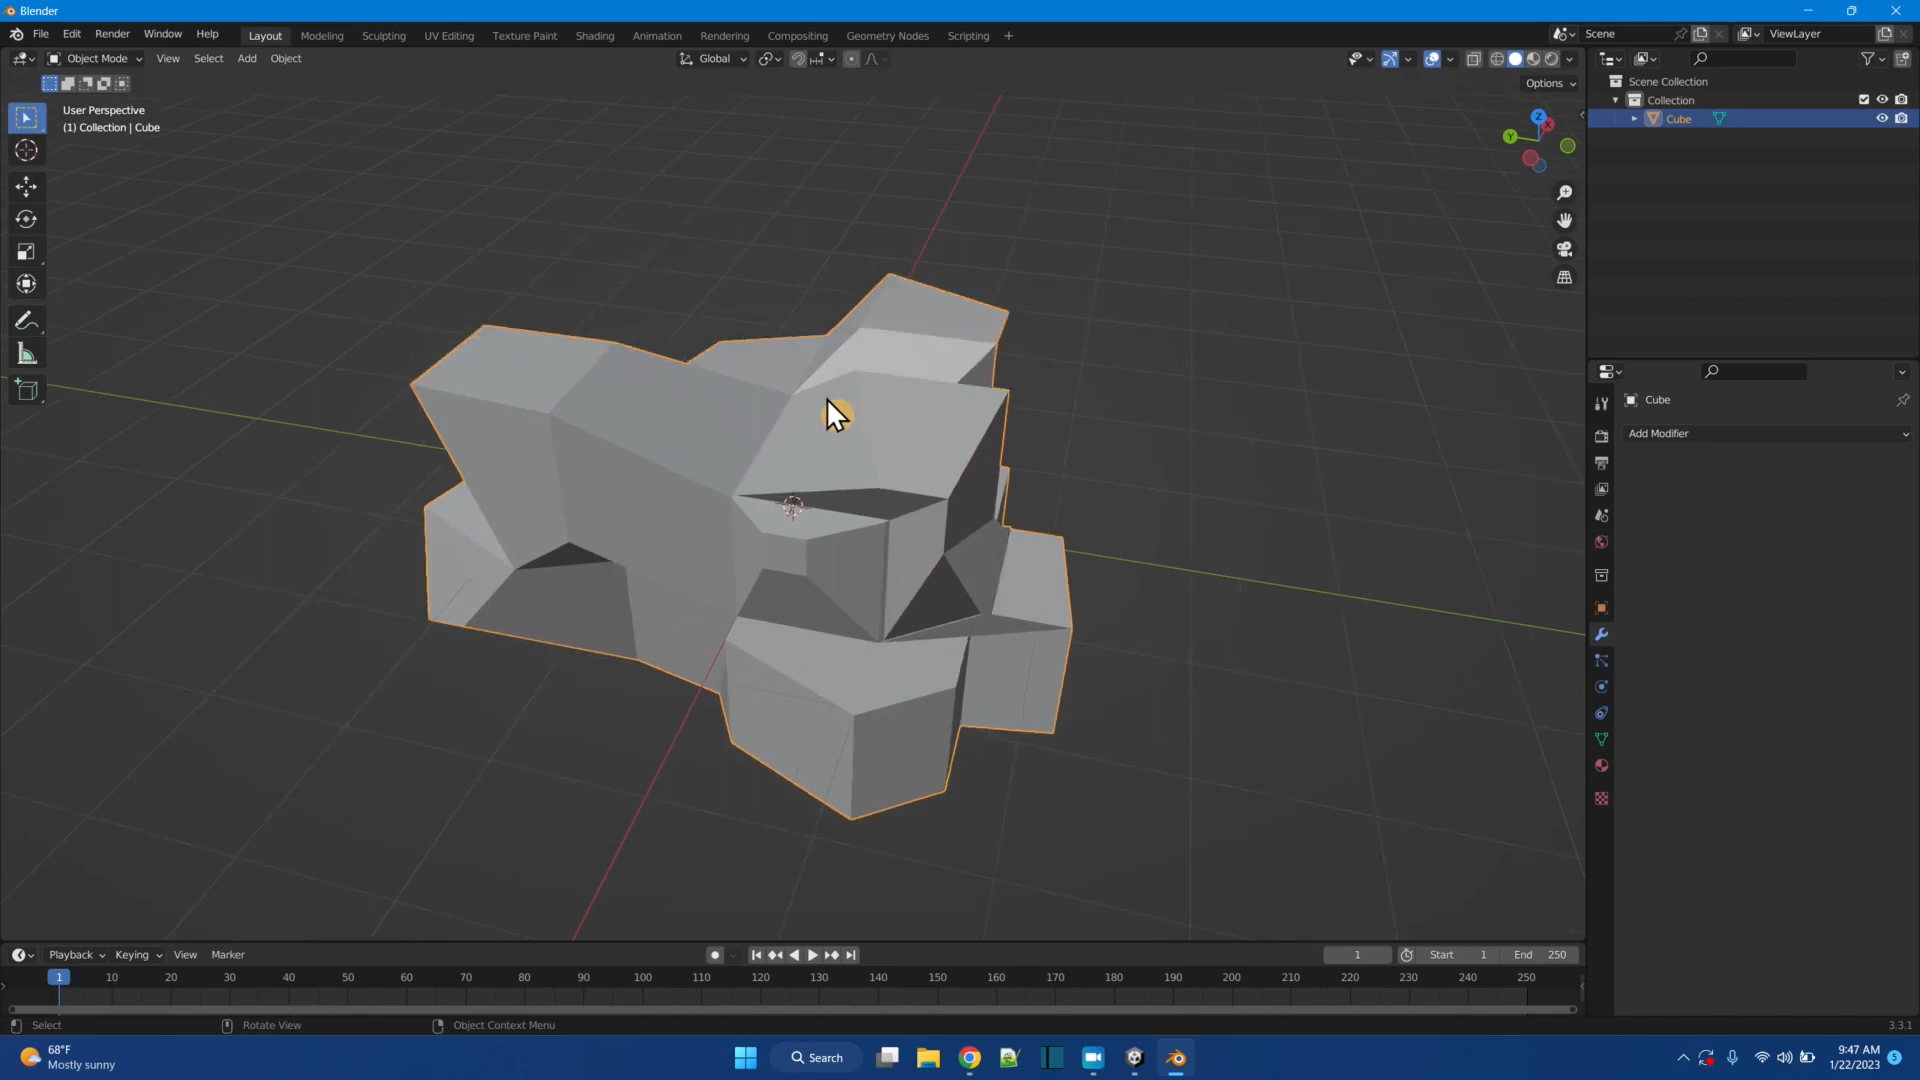 Blender
File Edit Render Window Help Layout Modeling Sculpting UV Editing Texture Paint Shading Animation Rendering Compositing Geometry Nodes Scripting + Scene ViewLayer
Object Mode View Select Add Object Global
Options
User Perspective
(1) Collection | Cube
Scene Collection
Collection
Cube
Z
X
Y
Cube
Add Modifier
Playback Keying View Marker 1 Start 1 End 250
1 10 20 30 40 50 60 70 80 90 100 110 120 130 140 150 160 170 180 190 200 210 220 230 240 250
Select Rotate View Object Context Menu 3.3.1
68°F
Mostly sunny
Search
9:47 AM
1/22/2023
5